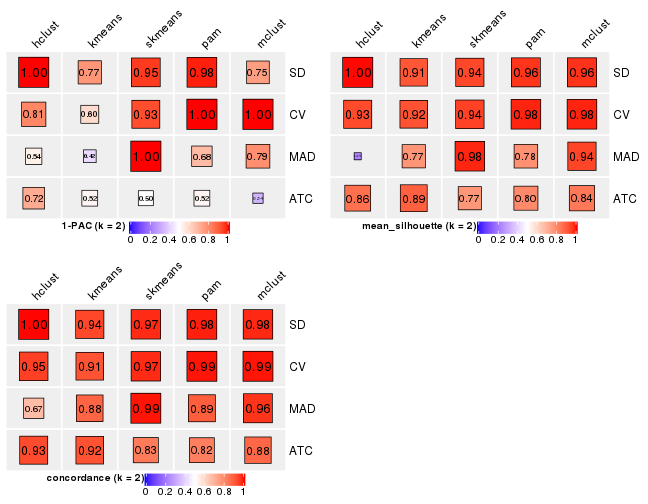 hclust kmeans skmeans pam mclust
1.00 0.77 0.95 0.98 0.75 SD
0.81 0.60 0.93 1.00 1.00 CV
0.54 0.42 1.00 0.68 0.79 MAD
0.72 0.52 0.50 0.52 ATC
1-PAC (k = 2)
0 0.2 0.4 0.6 0.8 1
hclust kmeans skmeans pam mclust
1.00 0.91 0.94 0.96 0.96 SD
0.93 0.92 0.94 0.98 0.98 CV
0.77 0.98 0.78 0.94 MAD
0.86 0.89 0.77 0.80 0.84 ATC
mean_silhouette (k = 2)
0 0.2 0.4 0.6 0.8 1
hclust kmeans skmeans pam mclust
1.00 0.94 0.97 0.98 0.98 SD
0.95 0.91 0.97 0.99 0.99 CV
0.67 0.88 0.99 0.89 0.96 MAD
0.93 0.92 0.83 0.82 0.88 ATC
concordance (k = 2)
0 0.2 0.4 0.6 0.8 1